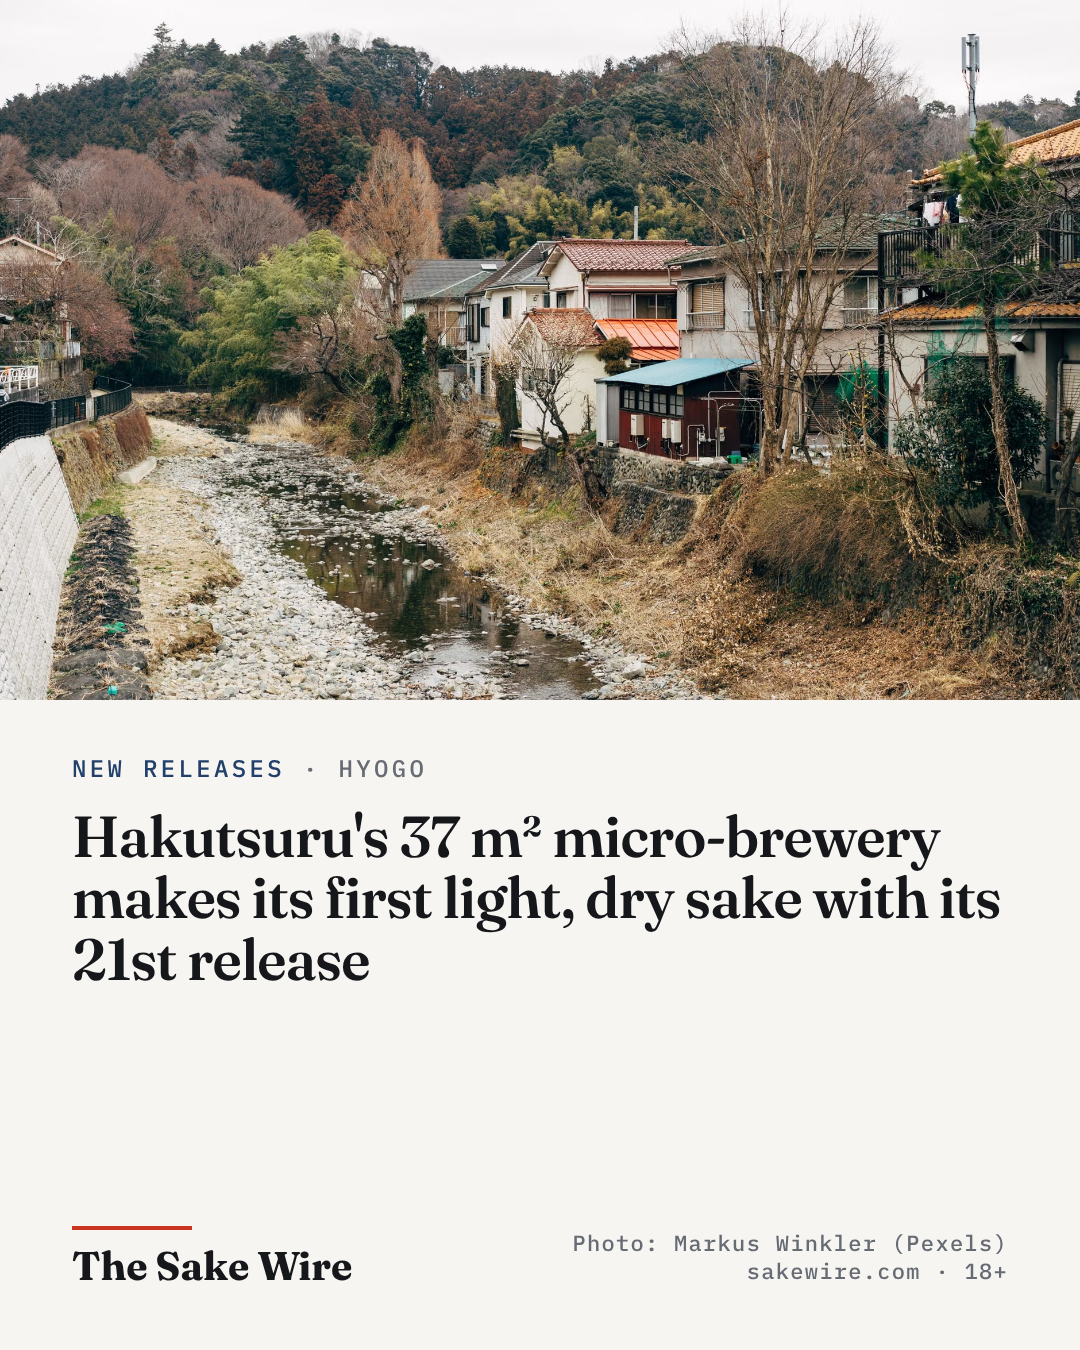 NEW RELEASES · HYOGO
Hakutsuru's 37 m² micro-brewery
makes its first light, dry sake with its
21st release
The Sake Wire
Photo: Markus Winkler (Pexels)
sakewire.com · 18+